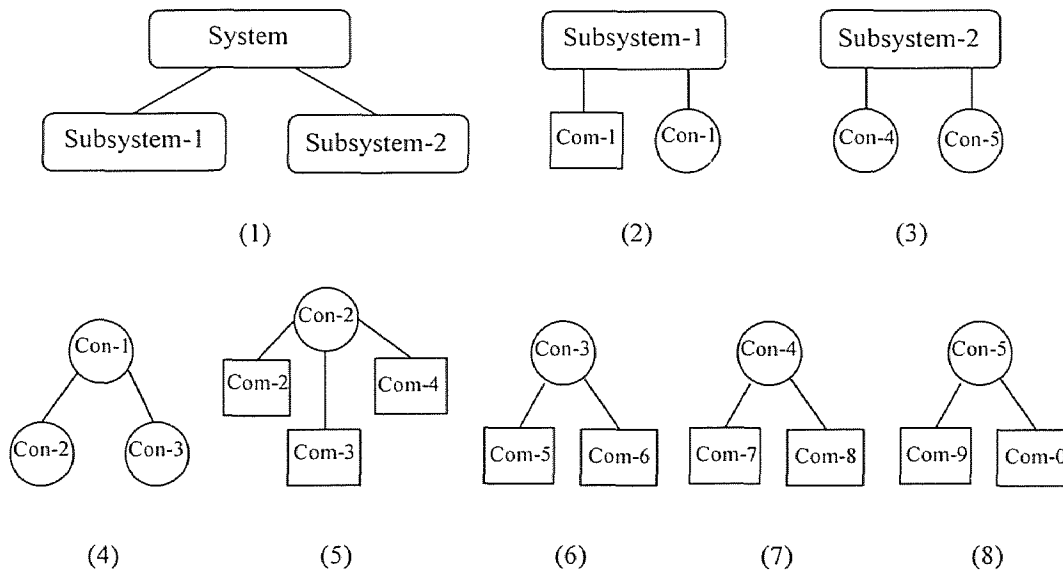 System
Subsystem-1
Subsystem-2
(1)
Subsystem-1
Com-1
Con-1
(2)
Subsystem-2
Con-4
Con-5
(3)
Con-1
Con-2
Con-3
(4)
Con-2
Com-2
Com-4
Com-3
(5)
Con-3
Com-5
Com-6
(6)
Con-4
Com-7
Com-8
(7)
Con-5
Com-9
Com-0
(8)